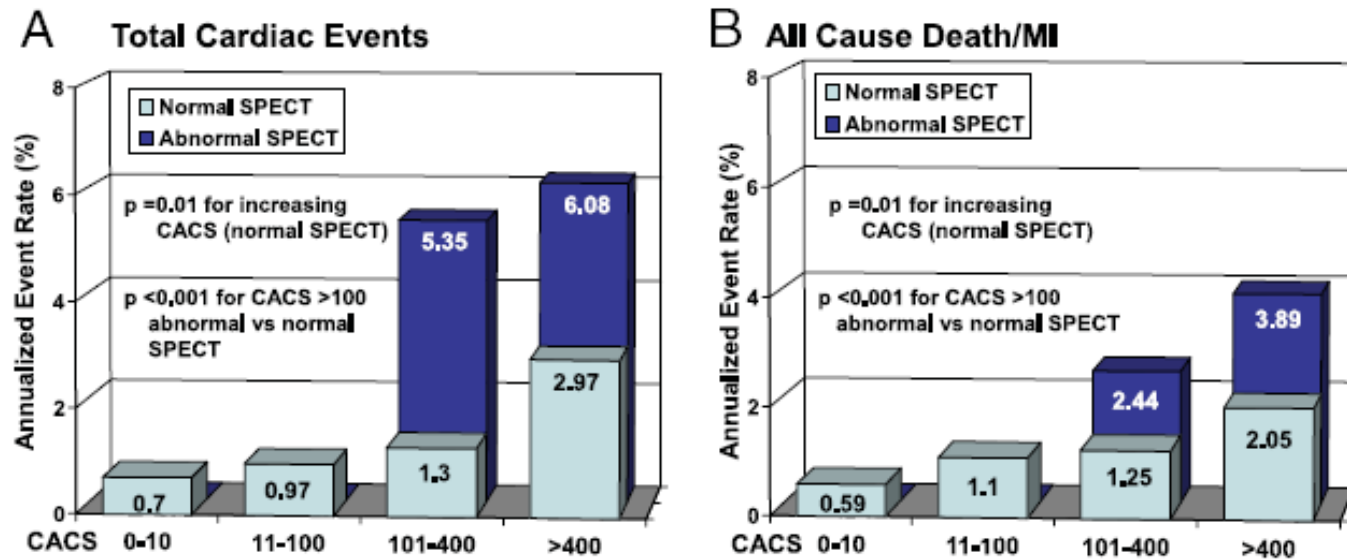 A Total Cardiac Events
8
Normal SPECT
Abnormal SPECT
6
p =0.01 for increasing
CACS (normal SPECT)
4
p <0.001 for CACS >100
abnormal vs normal
SPECT
2
0
Annualized Event Rate (%)
0.7
0.97
1.3
5.35
2.97
6.08
CACS 0-10 11-100 101-400 >400
B All Cause Death/MI
8
Normal SPECT
Abnormal SPECT
6
p =0.01 for increasing
CACS (normal SPECT)
4
p <0.001 for CACS >100
abnormal vs normal SPECT
2
0
Annualized Event Rate (%)
0.59
1.1
1.25
2.44
2.05
3.89
CACS 0-10 11-100 101-400 >400